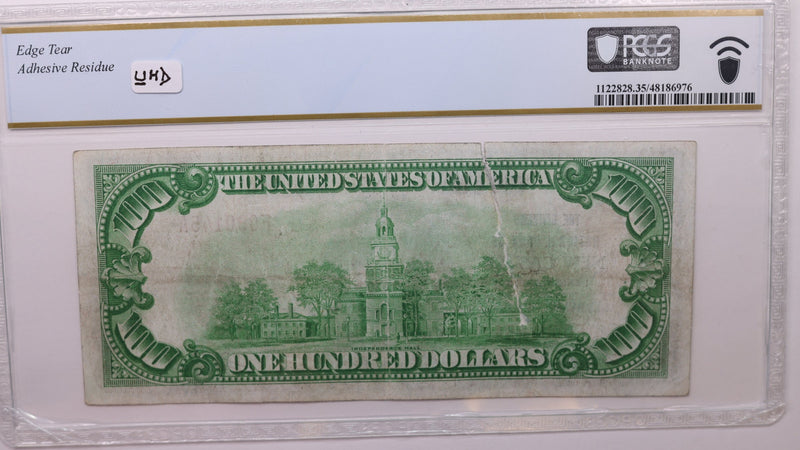 Edge Tear
Adhesive Residue
PCGS
BANKNOTE
1122828.35/48186976
100
100
THE UNITED STATES OF AMERICA
INDEPENDENCE HALL
100
100
ONE HUNDRED DOLLARS